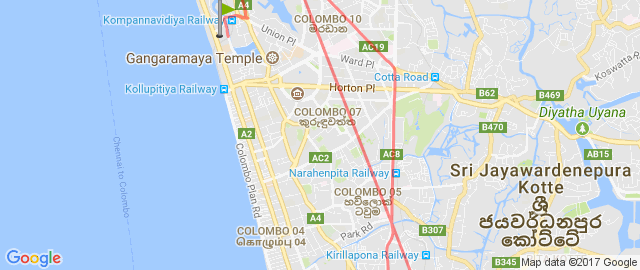 A4
COLOMBO 10
මරදාන
Kompannavidiya Railway
Union Pl
AC19
Gangaramaya Temple
Ward Pl
Cotta Road
Koswatta
Kollupitiya Railway
Horton Pl
B62
B469
COLOMBO 07
කුරුඳුවත්ත
Diyatha Uyana
A2
B470
Chennai to Colombo
Colombo Plan Rd
AC2
AC8
AB15
Narahenpita Railway
Sri Jayawardenepura
Kotte
ශ්‍රී
ජයවර්ධනපුර
කෝට්ටේ
COLOMBO 05
හැව්ලොක්
ටවුම
A4
Park Rd
COLOMBO 04
கொழும்பு 04
B307
Kirillapona Railway
B345
Google
Map data ©2017 Google